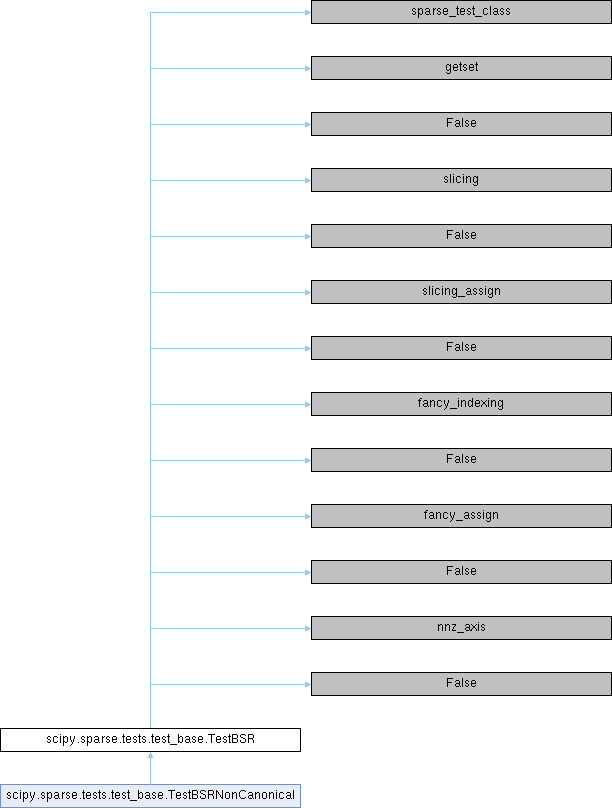 sparse_test_class
getset
False
slicing
False
slicing_assign
False
fancy_indexing
False
fancy_assign
False
nnz_axis
False
scipy.sparse.tests.test_base.TestBSR
scipy.sparse.tests.test_base.TestBSRNonCanonical